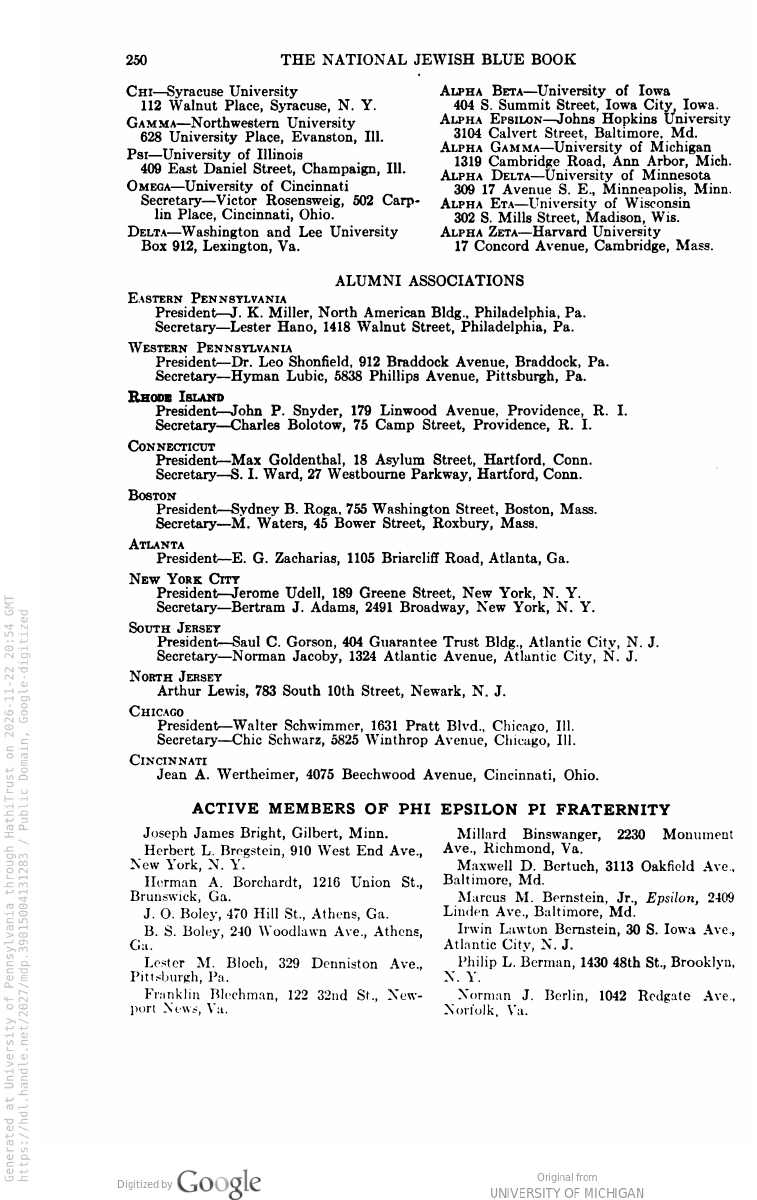 250 THE NATIONAL JEWISH BLUE BOOK
CHI—Syracuse University
112 Walnut Place, Syracuse, N. Y.
GAMMA—Northwestern University
628 University Place, Evanston, Ill.
PSI—University of Illinois
409 East Daniel Street, Champaign, Ill.
OMEGA—University of Cincinnati
Secretary—Victor Rosensweig, 502 Carp-
lin Place, Cincinnati, Ohio.
DELTA—Washington and Lee University
Box 912, Lexington, Va.
ALPHA BETA—University of Iowa
404 S. Summit Street, Iowa City, Iowa.
ALPHA EPSILON—Johns Hopkins University
3104 Calvert Street, Baltimore, Md.
ALPHA GAMMA—University of Michigan
1319 Cambridge Road, Ann Arbor, Mich.
ALPHA DELTA—University of Minnesota
309 17 Avenue S. E., Minneapolis, Minn.
ALPHA ETA—University of Wisconsin
302 S. Mills Street, Madison, Wis.
ALPHA ZETA—Harvard University
17 Concord Avenue, Cambridge, Mass.
ALUMNI ASSOCIATIONS
EASTERN PENNSYLVANIA
President—J. K. Miller, North American Bldg., Philadelphia, Pa.
Secretary—Lester Hano, 1418 Walnut Street, Philadelphia, Pa.
WESTERN PENNSYLVANIA
President—Dr. Leo Shonfield, 912 Braddock Avenue, Braddock, Pa.
Secretary—Hyman Lubic, 5838 Phillips Avenue, Pittsburgh, Pa.
RHODE ISLAND
President—John P. Snyder, 179 Linwood Avenue, Providence, R. I.
Secretary—Charles Bolotow, 75 Camp Street, Providence, R. I.
CONNECTICUT
President—Max Goldenthal, 18 Asylum Street, Hartford, Conn.
Secretary—S. I. Ward, 27 Westbourne Parkway, Hartford, Conn.
BOSTON
President—Sydney B. Roga, 755 Washington Street, Boston, Mass.
Secretary—M. Waters, 45 Bower Street, Roxbury, Mass.
ATLANTA
President—E. G. Zacharias, 1105 Briarcliff Road, Atlanta, Ga.
NEW YORK CITY
President—Jerome Udell, 189 Greene Street, New York, N. Y.
Secretary—Bertram J. Adams, 2491 Broadway, New York, N. Y.
SOUTH JERSEY
President—Saul C. Gorson, 404 Guarantee Trust Bldg., Atlantic City, N. J.
Secretary—Norman Jacoby, 1324 Atlantic Avenue, Atlantic City, N. J.
NORTH JERSEY
Arthur Lewis, 783 South 10th Street, Newark, N. J.
CHICAGO
President—Walter Schwimmer, 1631 Pratt Blvd., Chicago, Ill.
Secretary—Chic Schwarz, 5825 Winthrop Avenue, Chicago, Ill.
CINCINNATI
Jean A. Wertheimer, 4075 Beechwood Avenue, Cincinnati, Ohio.
ACTIVE MEMBERS OF PHI EPSILON PI FRATERNITY
Joseph James Bright, Gilbert, Minn.
Herbert L. Bregstein, 910 West End Ave.,
New York, N. Y.
Herman A. Borchardt, 1216 Union St.,
Brunswick, Ga.
J. O. Boley, 470 Hill St., Athens, Ga.
B. S. Boley, 240 Woodlawn Ave., Athens,
Ga.
Lester M. Bloch, 329 Denniston Ave.,
Pittsburgh, Pa.
Franklin Blechman, 122 32nd St., New-
port News, Va.
Millard Binswanger, 2230 Monument
Ave., Richmond, Va.
Maxwell D. Bertuch, 3113 Oakfield Ave.,
Baltimore, Md.
Marcus M. Bernstein, Jr., Epsilon, 2409
Linden Ave., Baltimore, Md.
Irwin Lawton Bernstein, 30 S. Iowa Ave.,
Atlantic City, N. J.
Philip L. Berman, 1430 48th St., Brooklyn,
N. Y.
Norman J. Berlin, 1042 Redgate Ave.,
Norfolk, Va.
Generated at University of Pennsylvania through HathiTrust on 2026-11-22 20:54 GMT
https://hdl.handle.net/2027/mdp.39015004131283 / Public Domain, Google-digitized
Digitized by Google
Original from
UNIVERSITY OF MICHIGAN